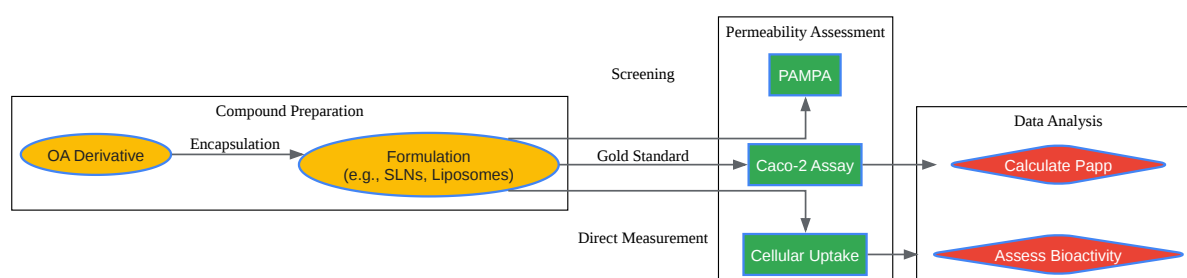 Permeability Assessment
PAMPA
Screening
Compound Preparation
Data Analysis
OA Derivative
Encapsulation
Formulation
(e.g., SLNs, Liposomes)
Gold Standard
Caco-2 Assay
Calculate Papp
Direct Measurement
Cellular Uptake
Assess Bioactivity